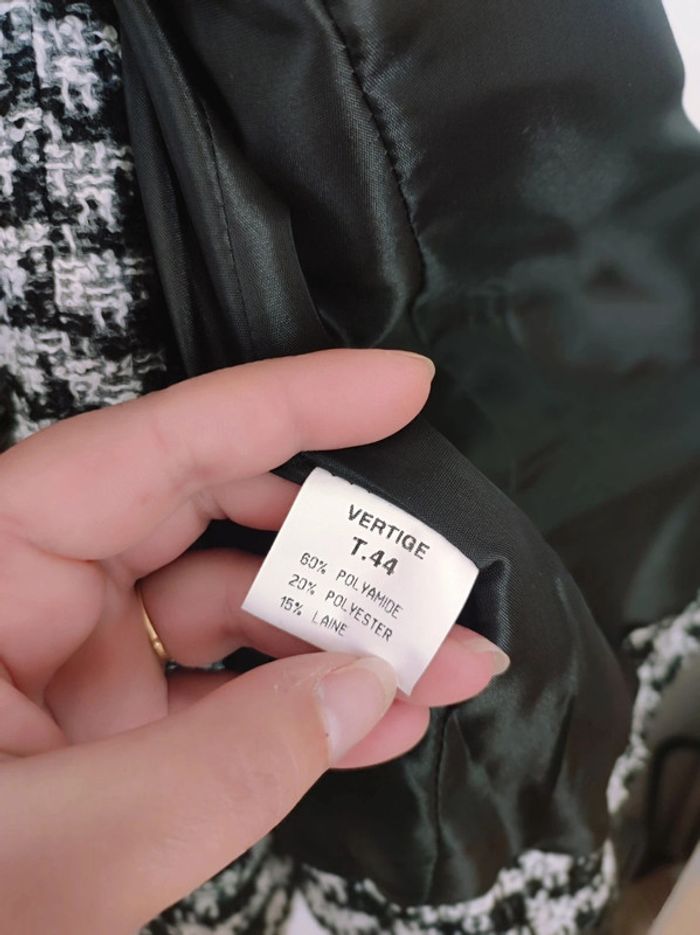 VERTIGE
T.44
60% POLYAMIDE
20% POLYESTER
15% LAINE